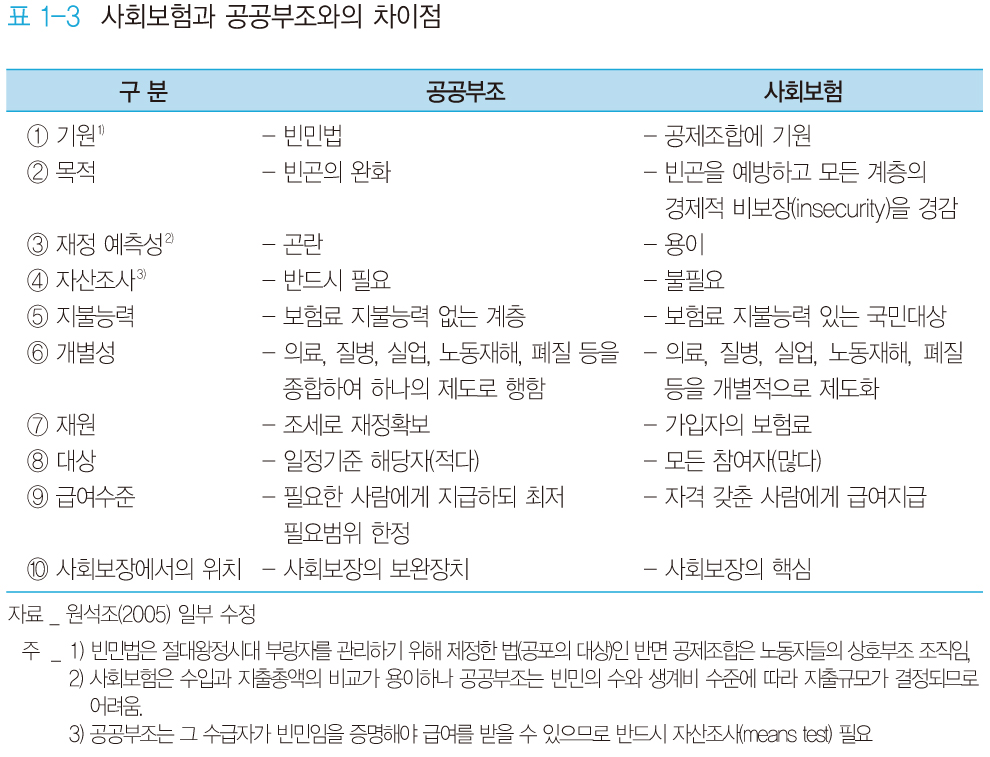 표 1-3 사회보험과 공공부조와의 차이점
구 분 공공부조 사회보험
① 기원1) – 빈민법 – 공제조합에 기원
② 목적 – 빈곤의 완화 – 빈곤을 예방하고 모든 계층의
경제적 비보장(insecurity)을 경감
③ 재정 예측성2) – 곤란 – 용이
④ 자산조사3) – 반드시 필요 – 불필요
⑤ 지불능력 – 보험료 지불능력 없는 계층 – 보험료 지불능력 있는 국민대상
⑥ 개별성 – 의료, 질병, 실업, 노동재해, 폐질 등을 – 의료, 질병, 실업, 노동재해, 폐질
종합하여 하나의 제도로 행함 등을 개별적으로 제도화
⑦ 재원 – 조세로 재정확보 – 가입자의 보험료
⑧ 대상 – 일정기준 해당자(적다) – 모든 참여자(많다)
⑨ 급여수준 – 필요한 사람에게 지급하되 최저 – 자격 갖춘 사람에게 급여지급
필요범위 한정
⑩ 사회보장에서의 위치 – 사회보장의 보완장치 – 사회보장의 핵심
자료 _ 원석조(2005) 일부 수정
주 _ 1) 빈민법은 절대왕정시대 부랑자를 관리하기 위해 제정한 법(공포의 대상)인 반면 공제조합은 노동자들의 상호부조 조직임,
2) 사회보험은 수입과 지출총액의 비교가 용이하나 공공부조는 빈민의 수와 생계비 수준에 따라 지출규모가 결정되므로
어려움.
3) 공공부조는 그 수급자가 빈민임을 증명해야 급여를 받을 수 있으므로 반드시 자산조사(means test) 필요